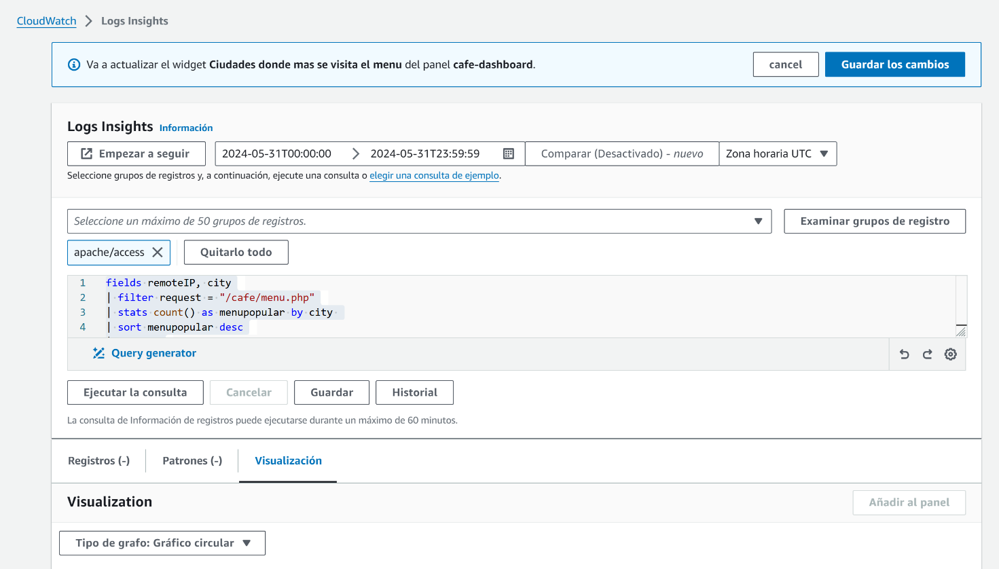 CloudWatch > Logs Insights
Va a actualizar el widget Ciudades donde mas se visita el menu del panel cafe-dashboard.
cancel
Guardar los cambios
Logs Insights Información
Empezar a seguir
2024-05-31T00:00:00 > 2024-05-31T23:59:59
Comparar (Desactivado) - nuevo
Zona horaria UTC
Seleccione grupos de registros y, a continuación, ejecute una consulta o elegir una consulta de ejemplo.
Seleccione un máximo de 50 grupos de registros.
Examinar grupos de registro
apache/access
Quitarlo todo
1 fields remoteIP, city
2 | filter request = "/cafe/menu.php"
3 | stats count() as menupopular by city
4 | sort menupopular desc
Query generator
Ejecutar la consulta
Cancelar
Guardar
Historial
La consulta de Información de registros puede ejecutarse durante un máximo de 60 minutos.
Registros (-)
Patrones (-)
Visualización
Visualization
Añadir al panel
Tipo de grafo: Gráfico circular